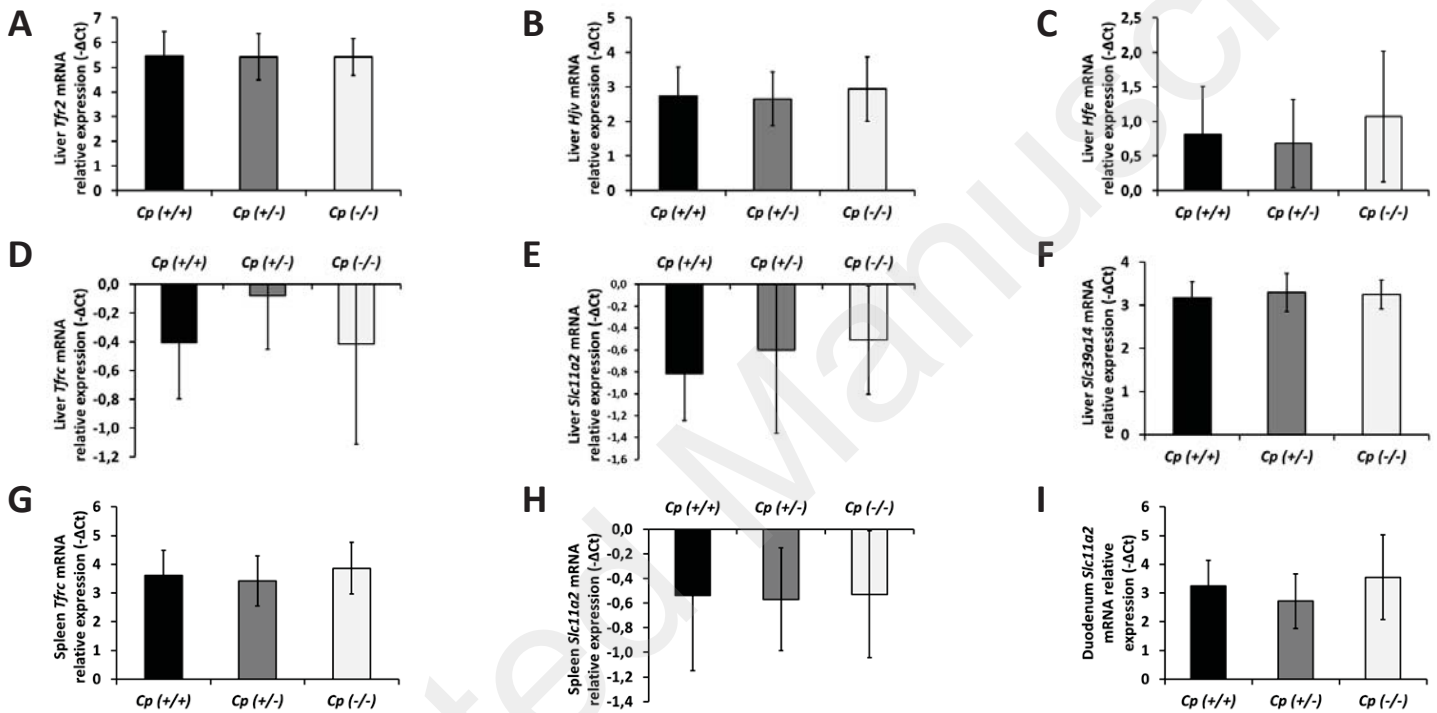 A
Liver Tfr2 mRNA
relative expression (-ΔCt)
7
6
5
4
3
2
1
0
Cp (+/+)
Cp (+/-)
Cp (-/-)
B
Liver Hjv mRNA
relative expression (-ΔCt)
5
4
3
2
1
0
Cp (+/+)
Cp (+/-)
Cp (-/-)
C
Liver Hfe mRNA
relative expression (-ΔCt)
2,5
2,0
1,5
1,0
0,5
0,0
Cp (+/+)
Cp (+/-)
Cp (-/-)
D
Liver Tfrc mRNA
relative expression (-ΔCt)
Cp (+/+)
Cp (+/-)
Cp (-/-)
0,0
-0,2
-0,4
-0,6
-0,8
-1,0
-1,2
E
Liver Slc11a2 mRNA
relative expression (-ΔCt)
Cp (+/+)
Cp (+/-)
Cp (-/-)
0,0
-0,2
-0,4
-0,6
-0,8
-1,0
-1,2
-1,4
-1,6
F
Liver Slc39a14 mRNA
relative expression (-ΔCt)
4
3
2
1
0
Cp (+/+)
Cp (+/-)
Cp (-/-)
G
Spleen Tfrc mRNA
relative expression (-ΔCt)
6
5
4
3
2
1
0
Cp (+/+)
Cp (+/-)
Cp (-/-)
H
Spleen Slc11a2 mRNA
relative expression (-ΔCt)
Cp (+/+)
Cp (+/-)
Cp (-/-)
0,0
-0,2
-0,4
-0,6
-0,8
-1,0
-1,2
-1,4
I
Duodenum Slc11a2
mRNA relative
expression (-ΔCt)
6
5
4
3
2
1
0
Cp (+/+)
Cp (+/-)
Cp (-/-)
ted Manusc